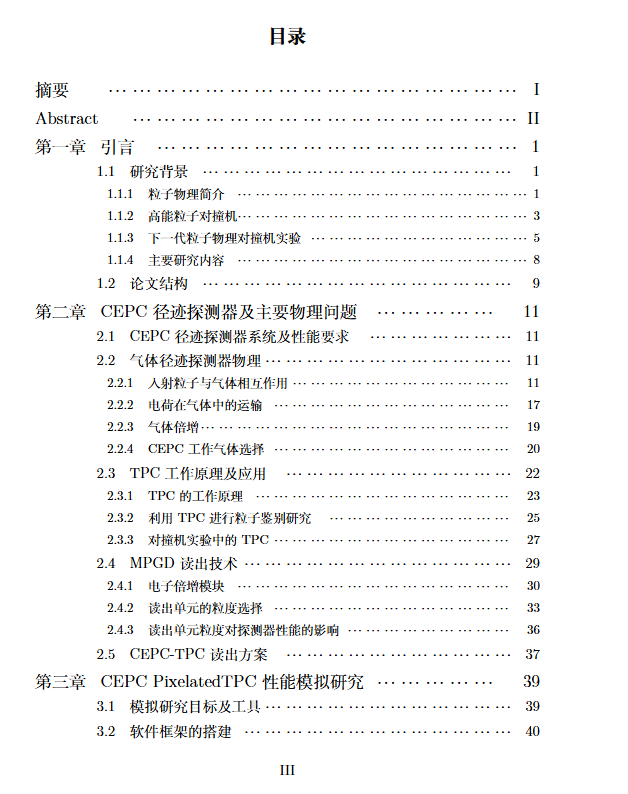 目录
摘要 … … … … … … … … … … … … … … … … … I
Abstract … … … … … … … … … … … … … … … … II
第一章 引言 … … … … … … … … … … … … … … … 1
1.1 研究背景 … … … … … … … … … … … … … … … 1
1.1.1 粒子物理简介 … … … … … … … … … … … … … … … … 1
1.1.2 高能粒子对撞机 … … … … … … … … … … … … … … … … 3
1.1.3 下一代粒子物理对撞机实验 … … … … … … … … … … … … 5
1.1.4 主要研究内容 … … … … … … … … … … … … … … … … 8
1.2 论文结构 … … … … … … … … … … … … … … … 9
第二章 CEPC 径迹探测器及主要物理问题 … … … … … 11
2.1 CEPC 径迹探测器系统及性能要求 … … … … … … … 11
2.2 气体径迹探测器物理 … … … … … … … … … … … … 11
2.2.1 入射粒子与气体相互作用 … … … … … … … … … … … … 11
2.2.2 电荷在气体中的运输 … … … … … … … … … … … … … 17
2.2.3 气体倍增 … … … … … … … … … … … … … … … … … 19
2.2.4 CEPC 工作气体选择 … … … … … … … … … … … … … 20
2.3 TPC 工作原理及应用 … … … … … … … … … … … 22
2.3.1 TPC 的工作原理 … … … … … … … … … … … … … … 23
2.3.2 利用 TPC 进行粒子鉴别研究 … … … … … … … … … … 25
2.3.3 对撞机实验中的 TPC … … … … … … … … … … … … … 27
2.4 MPGD 读出技术 … … … … … … … … … … … … … 29
2.4.1 电子倍增模块 … … … … … … … … … … … … … … … 30
2.4.2 读出单元的粒度选择 … … … … … … … … … … … … … 33
2.4.3 读出单元粒度对探测器性能的影响 … … … … … … … … … 36
2.5 CEPC-TPC 读出方案 … … … … … … … … … … … 37
第三章 CEPC PixelatedTPC 性能模拟研究 … … … … … 39
3.1 模拟研究目标及工具 … … … … … … … … … … … … 39
3.2 软件框架的搭建 … … … … … … … … … … … … … 40
III